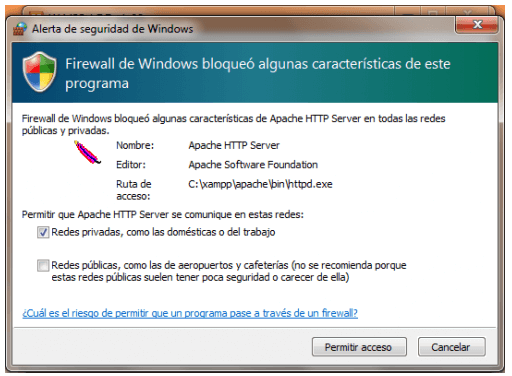 Alerta de seguridad de Windows
Firewall de Windows bloqueó algunas características de este
programa
Firewall de Windows bloqueó algunas características de Apache HTTP Server en todas las redes
públicas y privadas.
Nombre: Apache HTTP Server
Editor: Apache Software Foundation
Ruta de C:\xampp\apache\bin\httpd.exe
acceso:
Permitir que Apache HTTP Server se comunique en estas redes:
Redes privadas, como las domésticas o del trabajo
Redes públicas, como las de aeropuertos y cafeterías (no se recomienda porque
estas redes públicas suelen tener poca seguridad o carecer de ella)
¿Cuál es el riesgo de permitir que un programa pase a través de un firewall?
Permitir acceso Cancelar